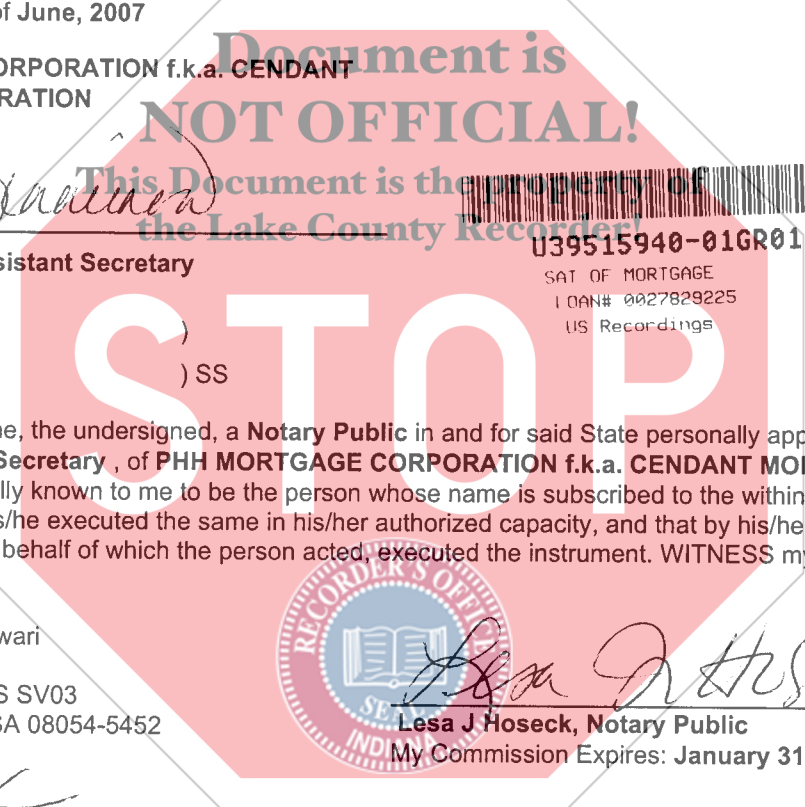 of June, 2007
ORPORATION f.k.a. CENDANT
RATION
Document is
NOT OFFICIAL!
This Document is the property of
the Lake County Recorder!
sistant Secretary
U39515940-01GR01
SAT OF MORTGAGE
LOAN# 0027829225
US Recordings
)
) SS
STOP
ne, the undersigned, a Notary Public in and for said State personally app
Secretary , of PHH MORTGAGE CORPORATION f.k.a. CENDANT MO
lly known to me to be the person whose name is subscribed to the within
s/he executed the same in his/her authorized capacity, and that by his/he
behalf of which the person acted, executed the instrument. WITNESS my
RECORDER'S OFFICE
SEAL
INDIANA
wari
S SV03
SA 08054-5452
Lesa J Hos
Lesa J Hoseck, Notary Public
My Commission Expires: January 31